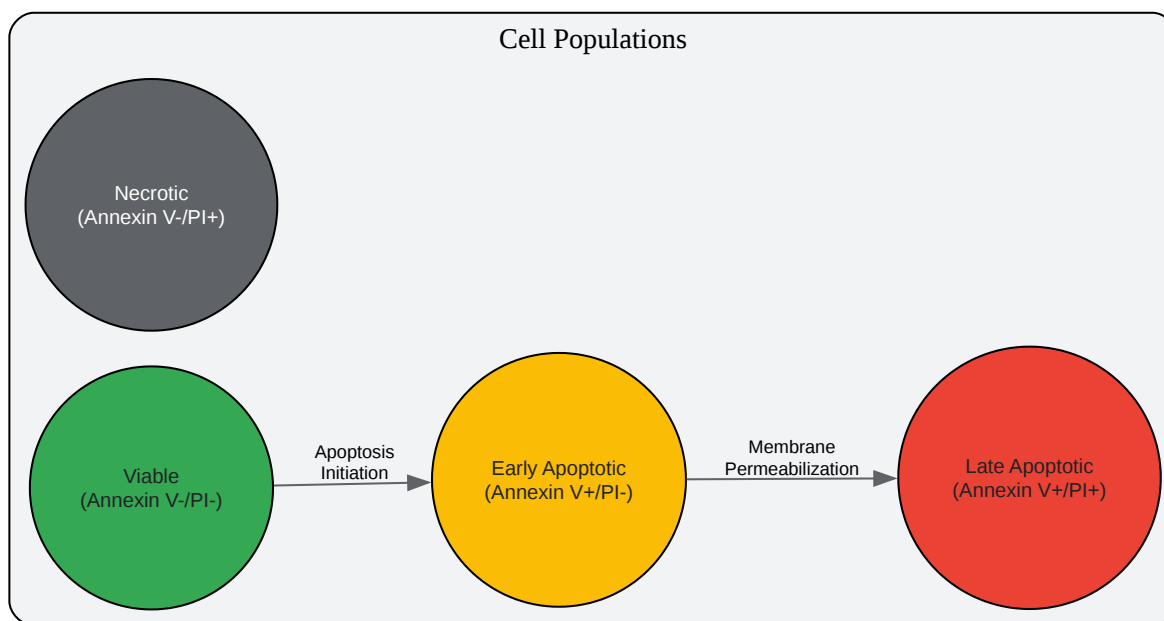 Cell Populations
Necrotic
(Annexin V-/PI+)
Viable
(Annexin V-/PI-)
Apoptosis
Initiation
Early Apoptotic
(Annexin V+/PI-)
Membrane
Permeabilization
Late Apoptotic
(Annexin V+/PI+)